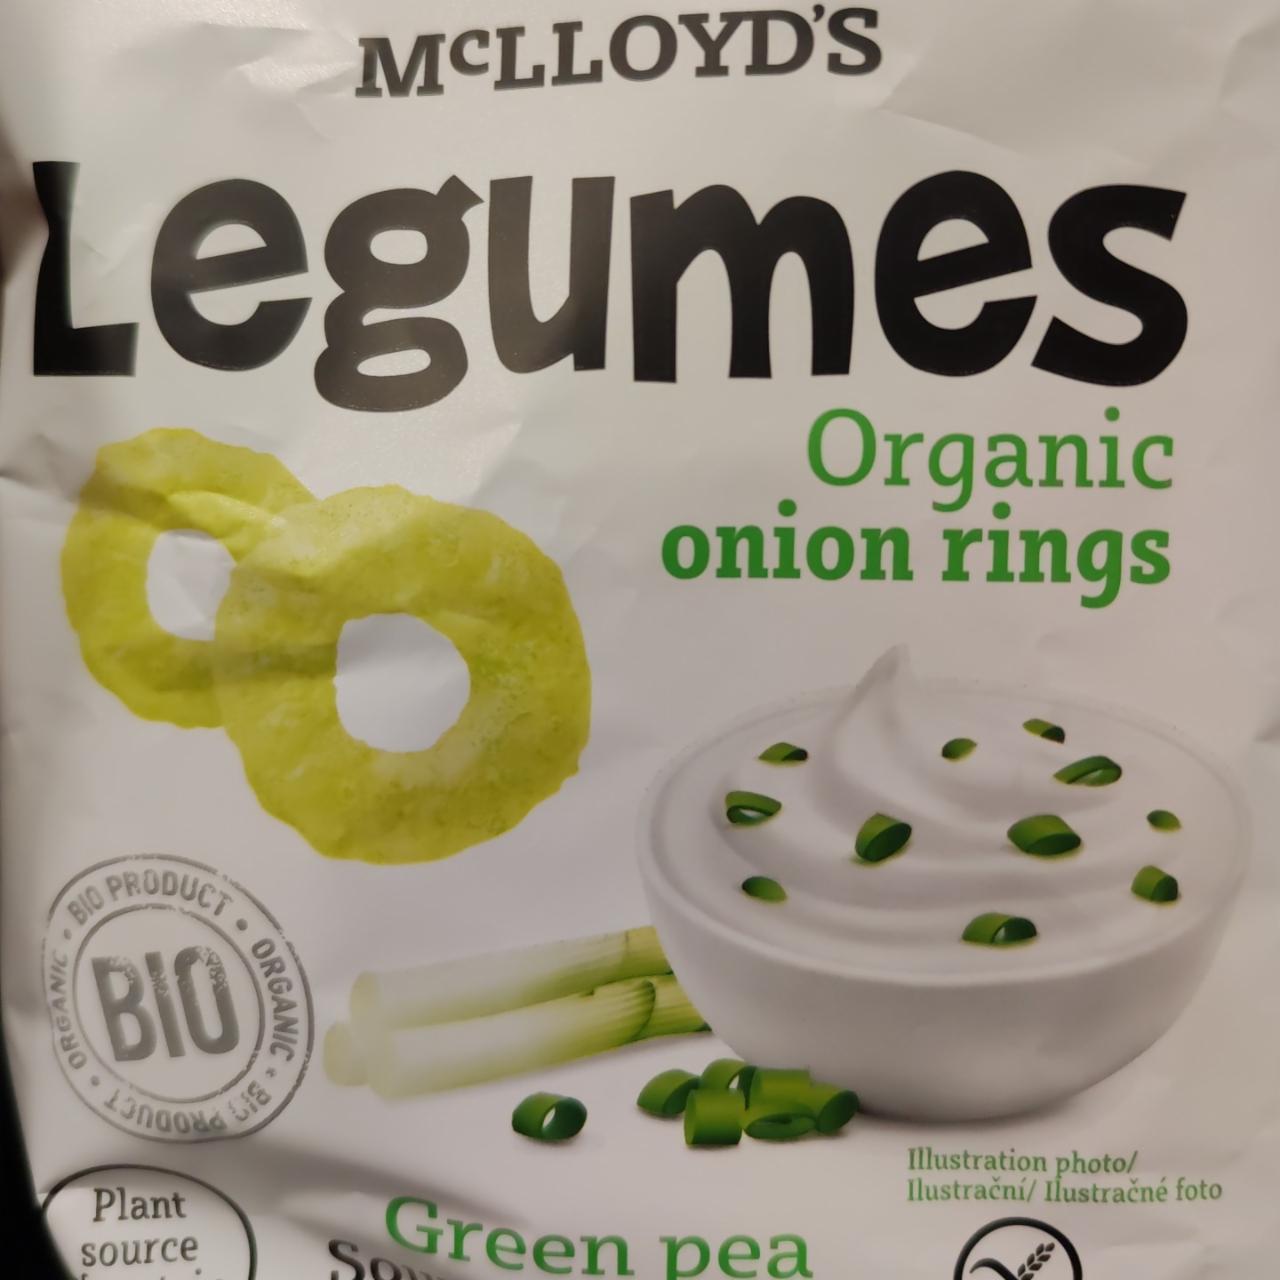 McLLOYD'S
Legumes
Organic
onion rings
BIO PRODUCT • ORGANIC • BIO PRODUCT • ORGANIC •
BIO
Illustration photo/
Ilustrační/ Ilustračné foto
Plant
source
Green pea